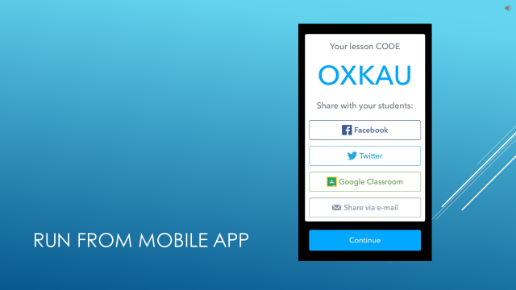 Your lesson CODE
OXKAU
Share with your students:
Facebook
Twitter
Google Classroom
Share via e-mail
Continue
RUN FROM MOBILE APP